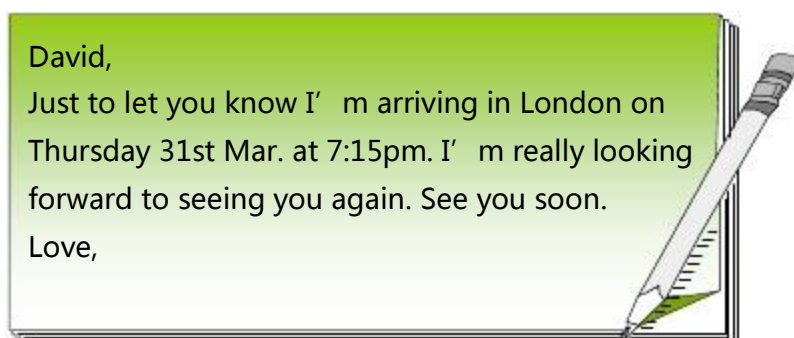 David,
Just to let you know I’m arriving in London on
Thursday 31st Mar. at 7:15pm. I’m really looking
forward to seeing you again. See you soon.
Love,